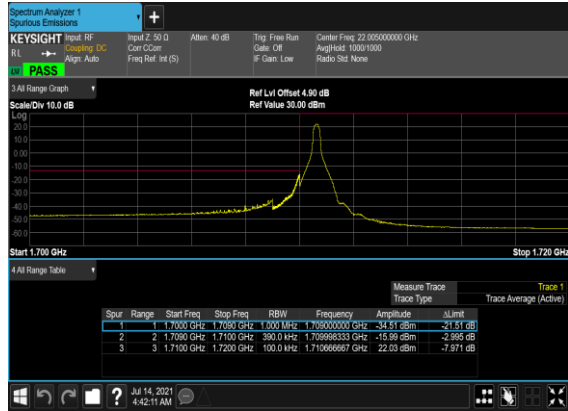 Spectrum Analyzer 1
Spurious Emissions
+
KEYSIGHT Input: RF Input Z: 50 Ω Atten: 40 dB Trig: Free Run Center Freq: 22.005000000 GHz
RL Coupling: DC Corr CCorr Gate: Off Avg|Hold: 1000/1000
Align: Auto Freq Ref: Int (S) IF Gain: Low Radio Std: None
PASS
3 All Range Graph
Ref Lvl Offset 4.90 dB
Scale/Div 10.0 dB Ref Value 30.00 dBm
Log
20.0
10.0
0.00
-10.0
-20.0
-30.0
-40.0
-50.0
-60.0
Start 1.700 GHz Stop 1.720 GHz
4 All Range Table
Measure Trace Trace 1
Trace Type Trace Average (Active)
Spur Range Start Freq Stop Freq RBW Frequency Amplitude ΔLimit
1 1 1.7000 GHz 1.7090 GHz 1.000 MHz 1.709000000 GHz -34.51 dBm -21.51 dB
2 2 1.7090 GHz 1.7100 GHz 390.0 kHz 1.709998333 GHz -15.99 dBm -2.995 dB
3 3 1.7100 GHz 1.7200 GHz 100.0 kHz 1.710666667 GHz 22.03 dBm -7.971 dB
? Jul 14, 2021
4:42:11 AM